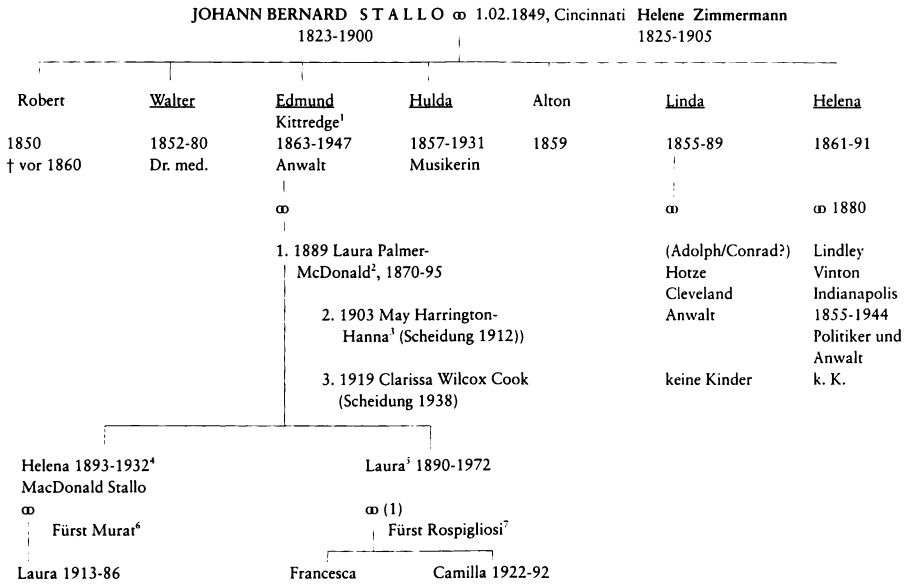 JOHANN BERNARD STALLO ⚭ 1.02.1849, Cincinnati Helene Zimmermann
1823-1900 1825-1905
Robert Walter Edmund Hulda Alton Linda Helena
Kittredge¹
1850 1852-80 1863-1947 1857-1931 1859 1855-89 1861-91
† vor 1860 Dr. med. Anwalt Musikerin
⚭ ⚭ ⚭ 1880
1. 1889 Laura Palmer- (Adolph/Conrad?) Lindley
McDonald², 1870-95 Hotze Vinton
Cleveland Indianapolis
2. 1903 May Harrington- Anwalt 1855-1944
Hanna³ (Scheidung 1912)) Politiker und
Anwalt
3. 1919 Clarissa Wilcox Cook keine Kinder k. K.
(Scheidung 1938)
Helena 1893-1932⁴ Laura⁵ 1890-1972
MacDonald Stallo
⚭ ⚭ (1)
Fürst Murat⁶ Fürst Rospigliosi⁷
Laura 1913-86 Francesca Camilla 1922-92